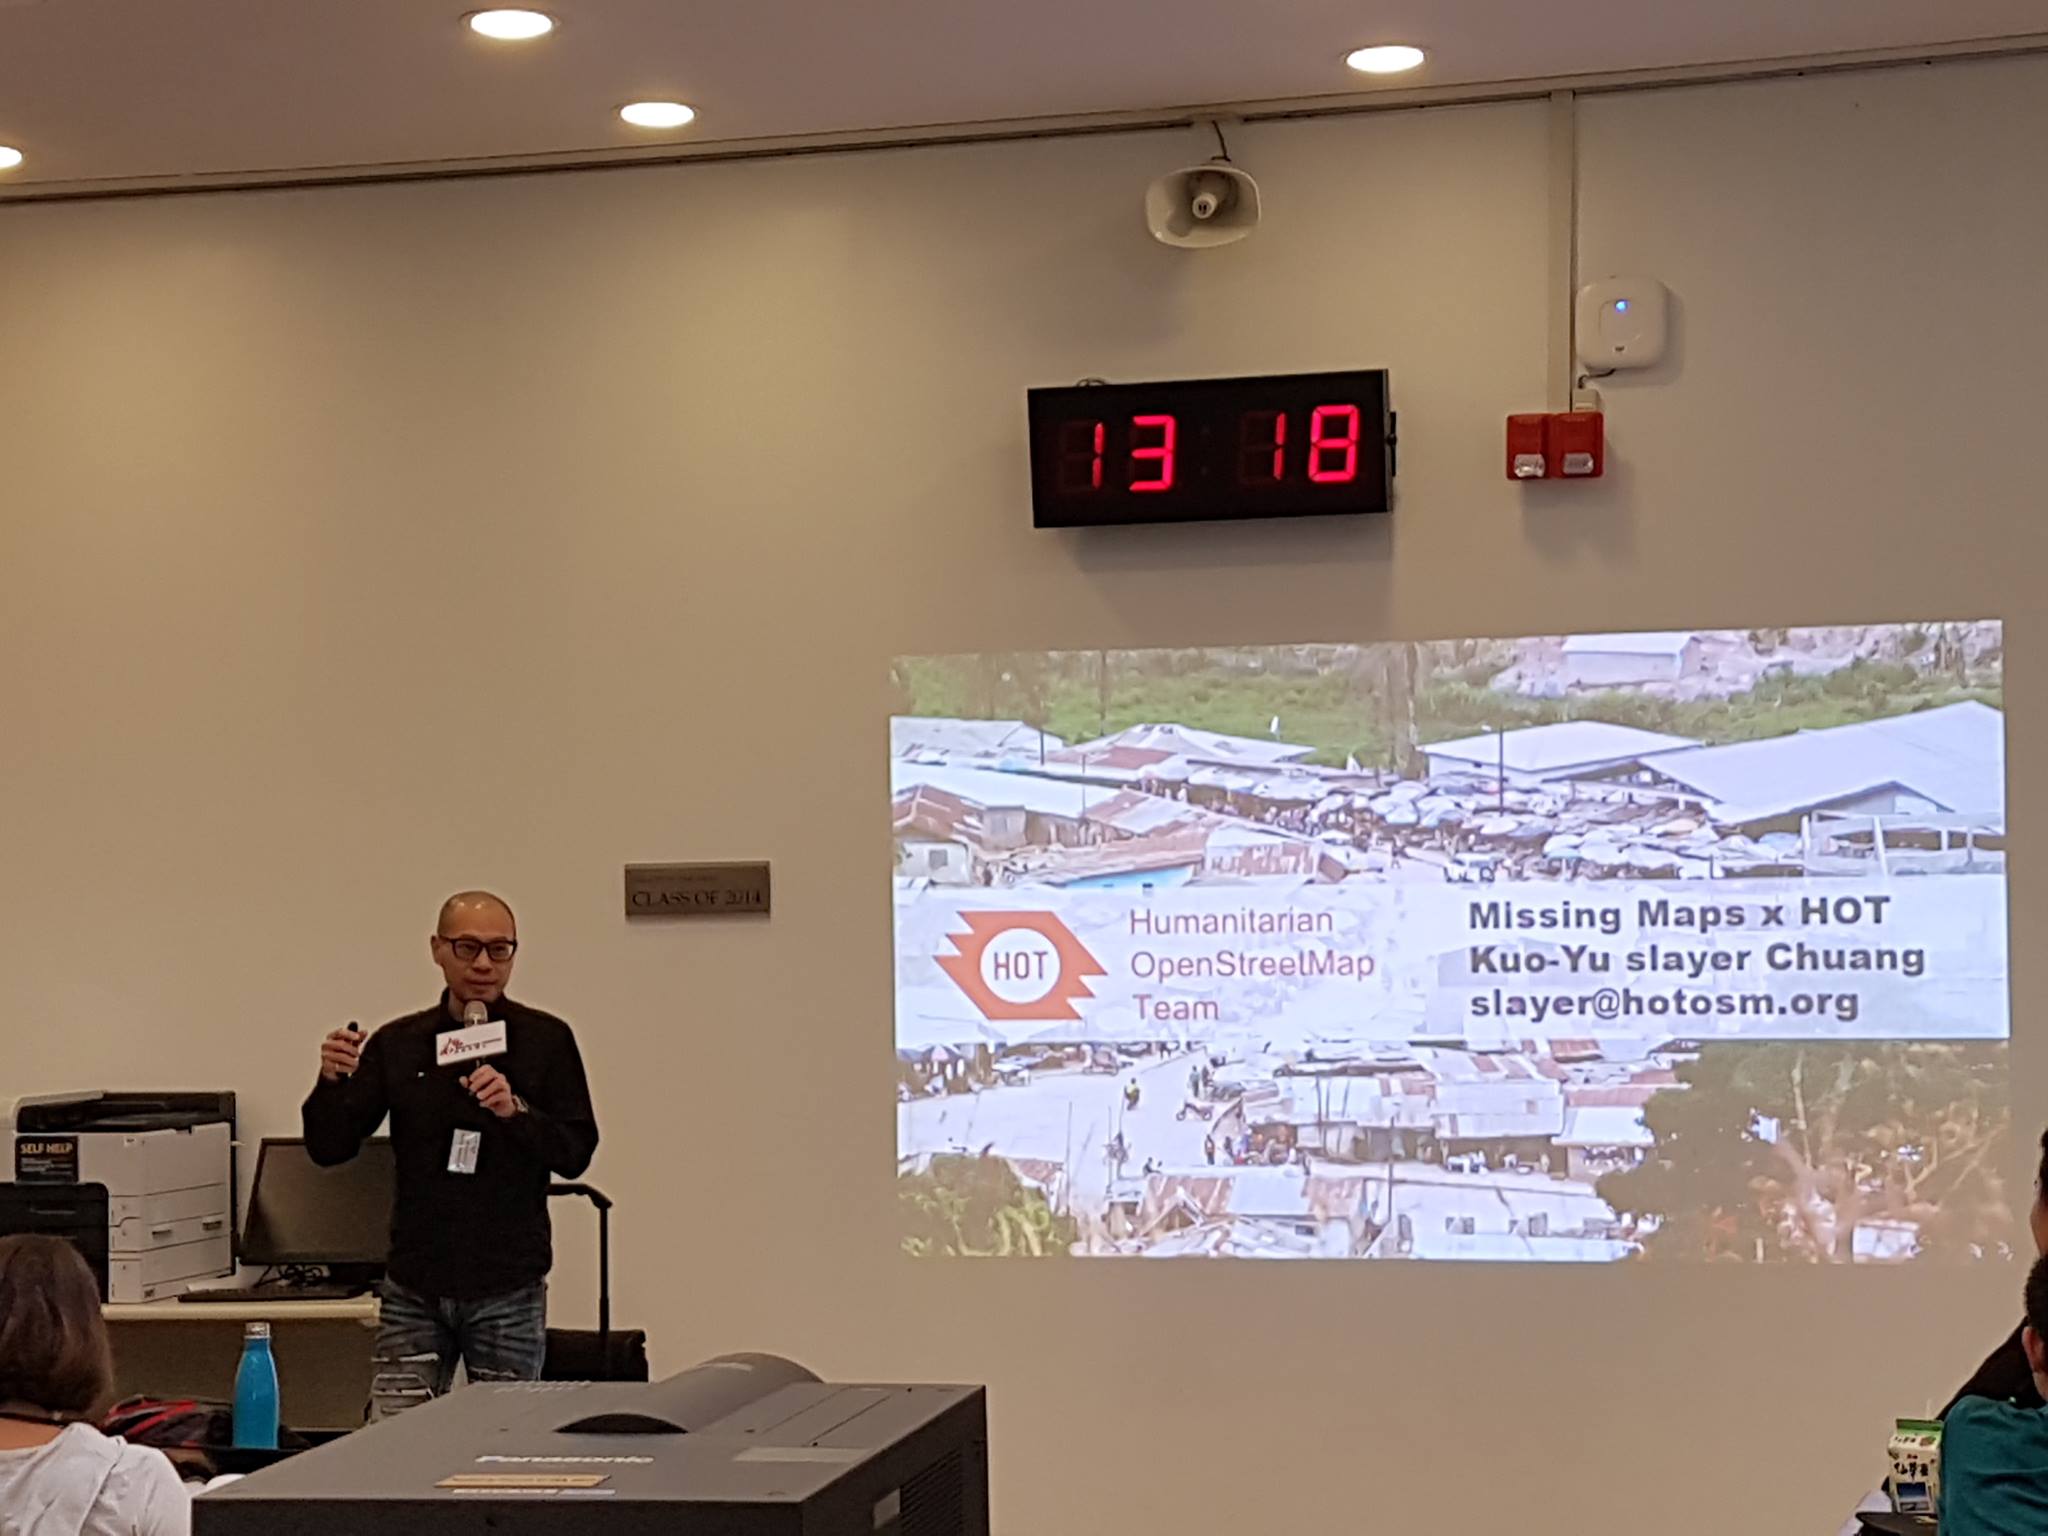 13 18
CLASS OF 2014
HOT
Humanitarian
OpenStreetMap
Team
Missing Maps x HOT
Kuo-Yu slayer Chuang
slayer@hotosm.org
SELF HELP
Panasonic